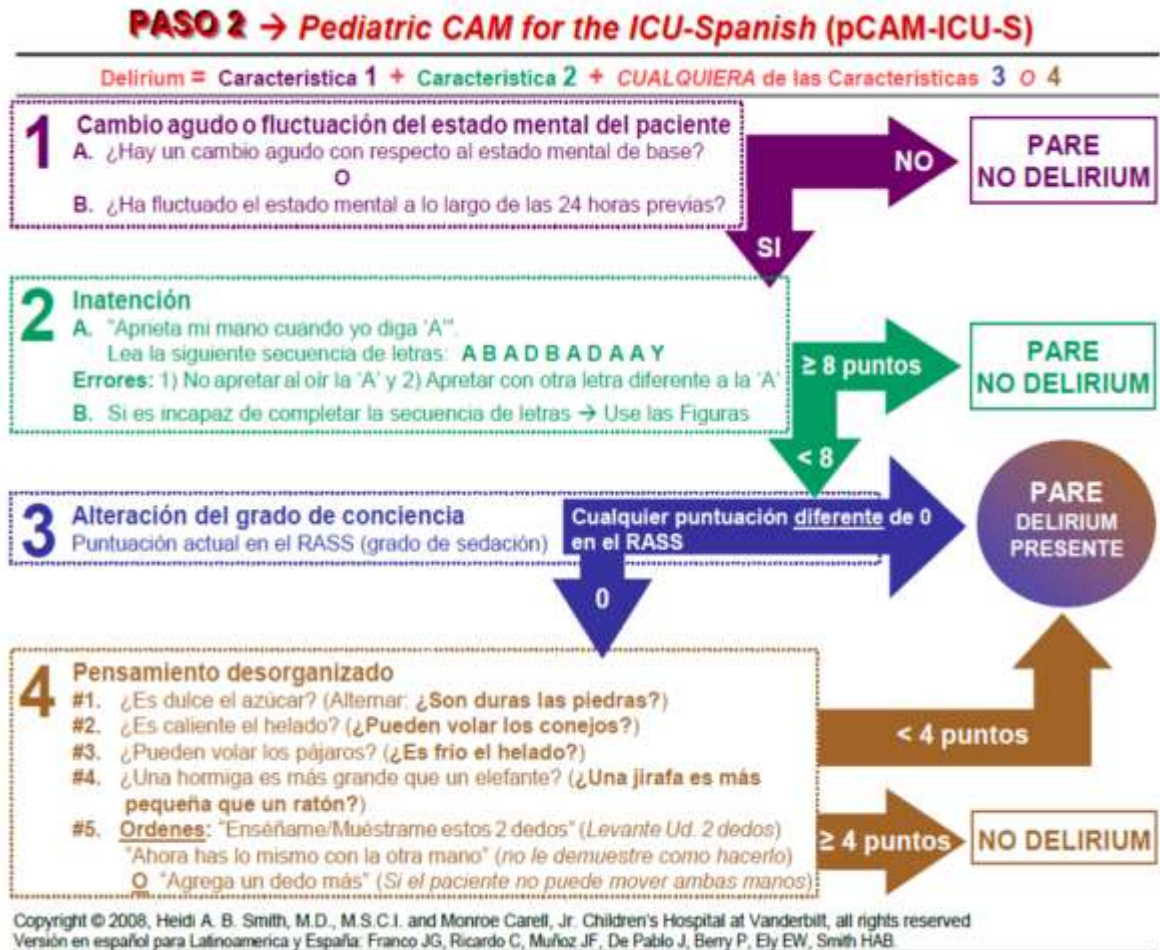 PASO 2 → Pediatric CAM for the ICU-Spanish (pCAM-ICU-S)
Delirium = Caracteristica 1 + Caracteristica 2 + CUALQUIERA de las Caracteristicas 3 O 4
1 Cambio agudo o fluctuación del estado mental del paciente
A. ¿Hay un cambio agudo con respecto al estado mental de base?
O
B. ¿Ha fluctuado el estado mental a lo largo de las 24 horas previas?
NO
SI
PARE
NO DELIRIUM
2 Inatención
A. "Aprieta mi mano cuando yo diga 'A'".
Lea la siguiente secuencia de letras: A B A D B A D A A Y
Errores: 1) No apretar al oír la 'A' y 2) Apretar con otra letra diferente a la 'A'
B. Si es incapaz de completar la secuencia de letras → Use las Figuras
≥ 8 puntos
< 8
PARE
NO DELIRIUM
3 Alteración del grado de conciencia
Puntuación actual en el RASS (grado de sedación)
Cualquier puntuación diferente de 0
en el RASS
0
PARE
DELIRIUM
PRESENTE
4 Pensamiento desorganizado
#1. ¿Es dulce el azúcar? (Alternar: ¿Son duras las piedras?)
#2. ¿Es caliente el helado? (¿Pueden volar los conejos?)
#3. ¿Pueden volar los pájaros? (¿Es frio el helado?)
#4. ¿Una hormiga es más grande que un elefante? (¿Una jirafa es más
pequeña que un ratón?)
#5. Ordenes: "Enséñame/Muéstrame estos 2 dedos" (Levante Ud. 2 dedos)
"Ahora has lo mismo con la otra mano" (no le demuestre como hacerlo)
O "Agrega un dedo más" (Si el paciente no puede mover ambas manos)
< 4 puntos
≥ 4 puntos
NO DELIRIUM
Copyright © 2008, Heidi A. B. Smith, M.D., M.S.C.I. and Monroe Carell, Jr. Children's Hospital at Vanderbilt, all rights reserved
Versión en español para Latinoamerica y España: Franco JG, Ricardo C, Muñoz JF, De Pablo J, Berry P, Ely EW, Smith HAB.